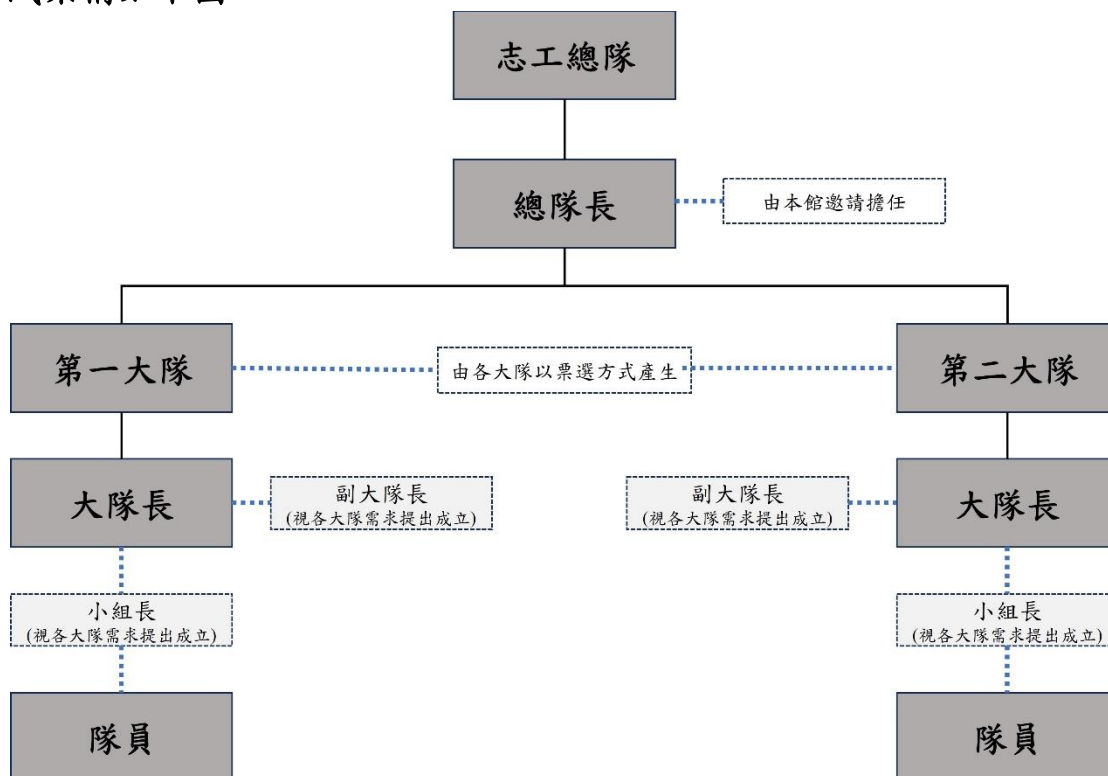 志工總隊
總隊長
由本館邀請擔任
第一大隊
由各大隊以票選方式產生
第二大隊
大隊長
副大隊長
(視各大隊需求提出成立)
副大隊長
(視各大隊需求提出成立)
大隊長
小組長
(視各大隊需求提出成立)
小組長
(視各大隊需求提出成立)
隊員
隊員